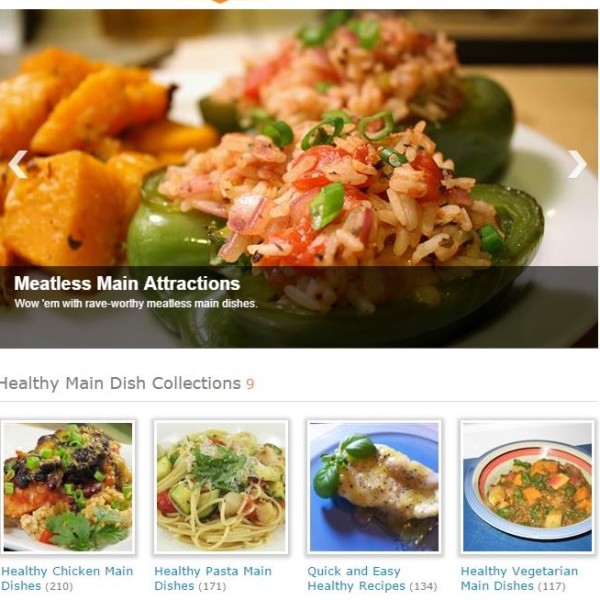 Meatless Main Attractions
Wow 'em with rave-worthy meatless main dishes.
Healthy Main Dish Collections 9
Healthy Chicken Main
Dishes (210)
Healthy Pasta Main
Dishes (171)
Quick and Easy
Healthy Recipes (134)
Healthy Vegetarian
Main Dishes (117)